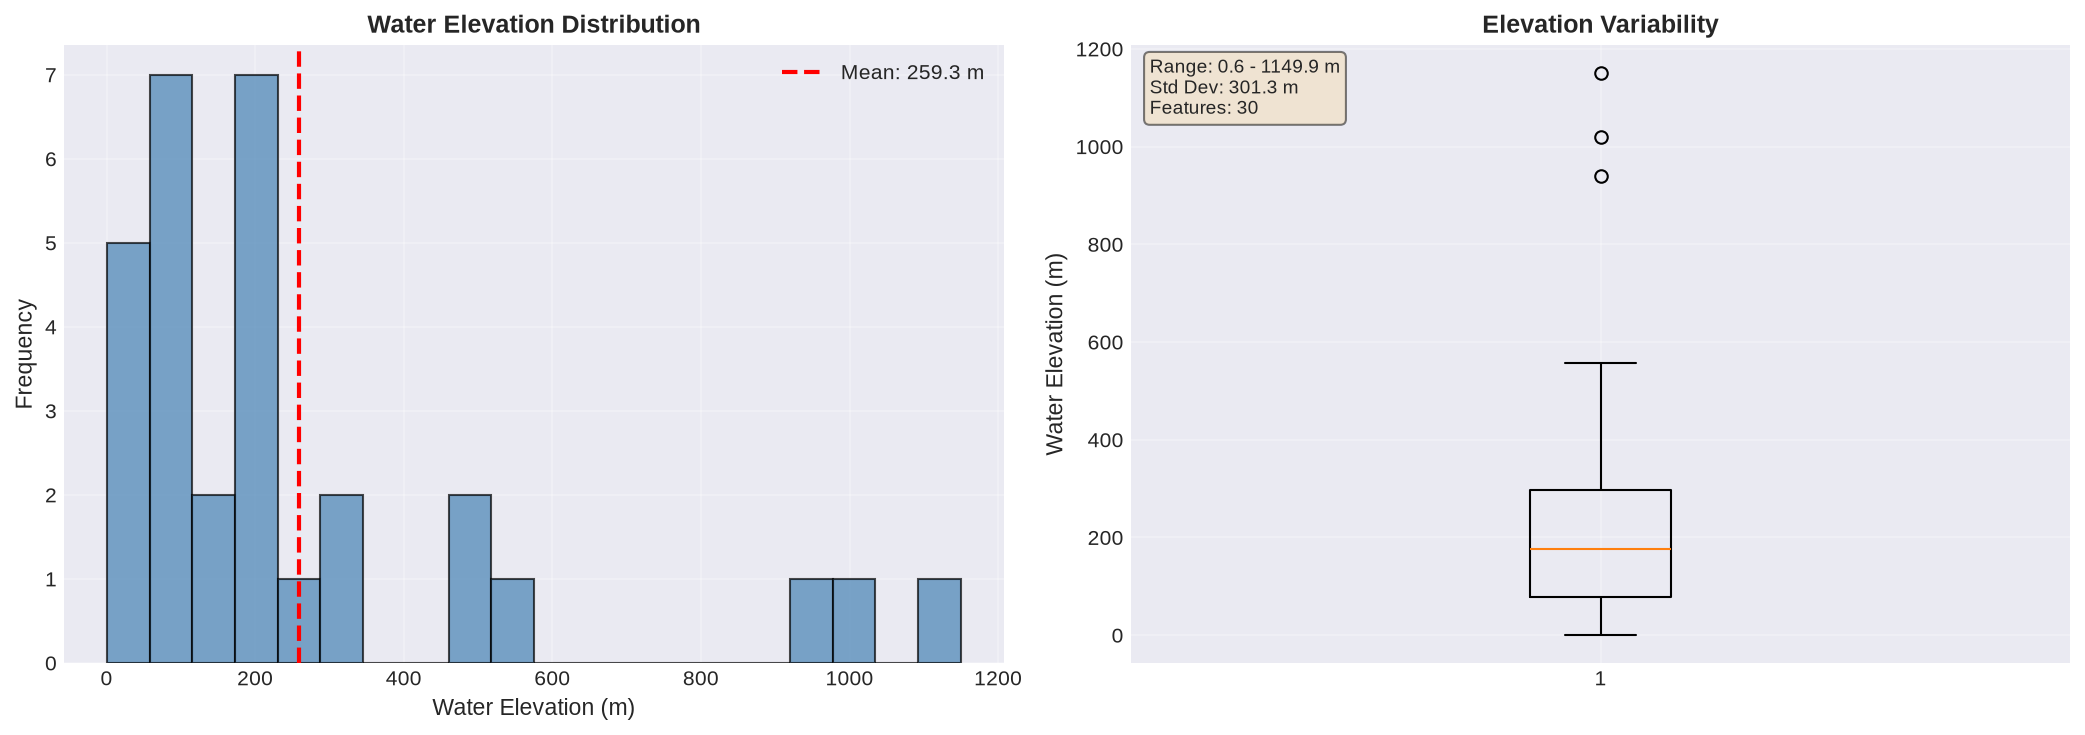 Water Elevation Distribution
Mean: 259.3 m
Frequency
7
6
5
4
3
2
1
0
0 200 400 600 800 1000 1200
Water Elevation (m)
Elevation Variability
Range: 0.6 - 1149.9 m
Std Dev: 301.3 m
Features: 30
Water Elevation (m)
1200
1000
800
600
400
200
0
1